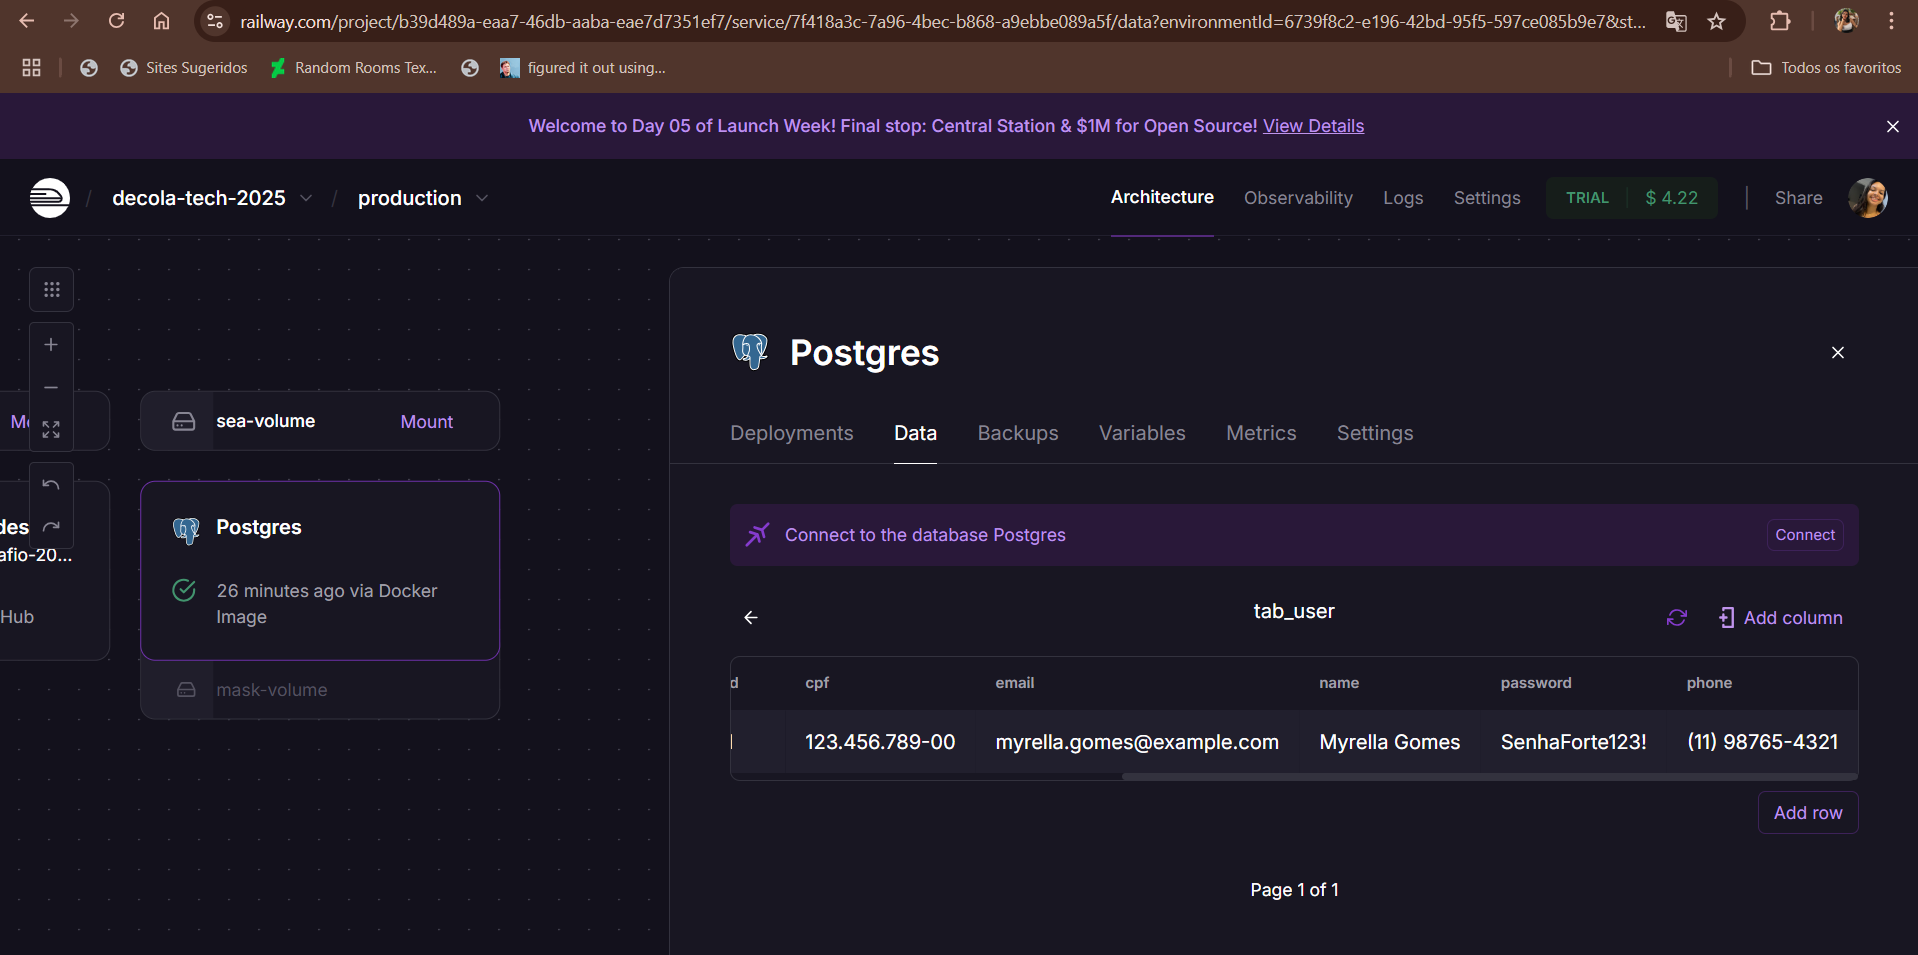 railway.com/project/b39d489a-eaa7-46db-aaba-eae7d7351ef7/service/7f418a3c-7a96-4bec-b868-a9ebbe089a5f/data?environmentId=6739f8c2-e196-42bd-95f5-597ce085b9e7&st...
Sites Sugeridos Random Rooms Tex... figured it out using... Todos os favoritos
Welcome to Day 05 of Launch Week! Final stop: Central Station & $1M for Open Source! View Details
/ decola-tech-2025 / production Architecture Observability Logs Settings TRIAL $ 4.22 Share
Postgres
sea-volume Mount
Deployments Data Backups Variables Metrics Settings
Postgres
Connect to the database Postgres Connect
afio-20...
26 minutes ago via Docker
Image
Hub
tab_user Add column
mask-volume
d cpf email name password phone
123.456.789-00 myrella.gomes@example.com Myrella Gomes SenhaForte123! (11) 98765-4321
Add row
Page 1 of 1